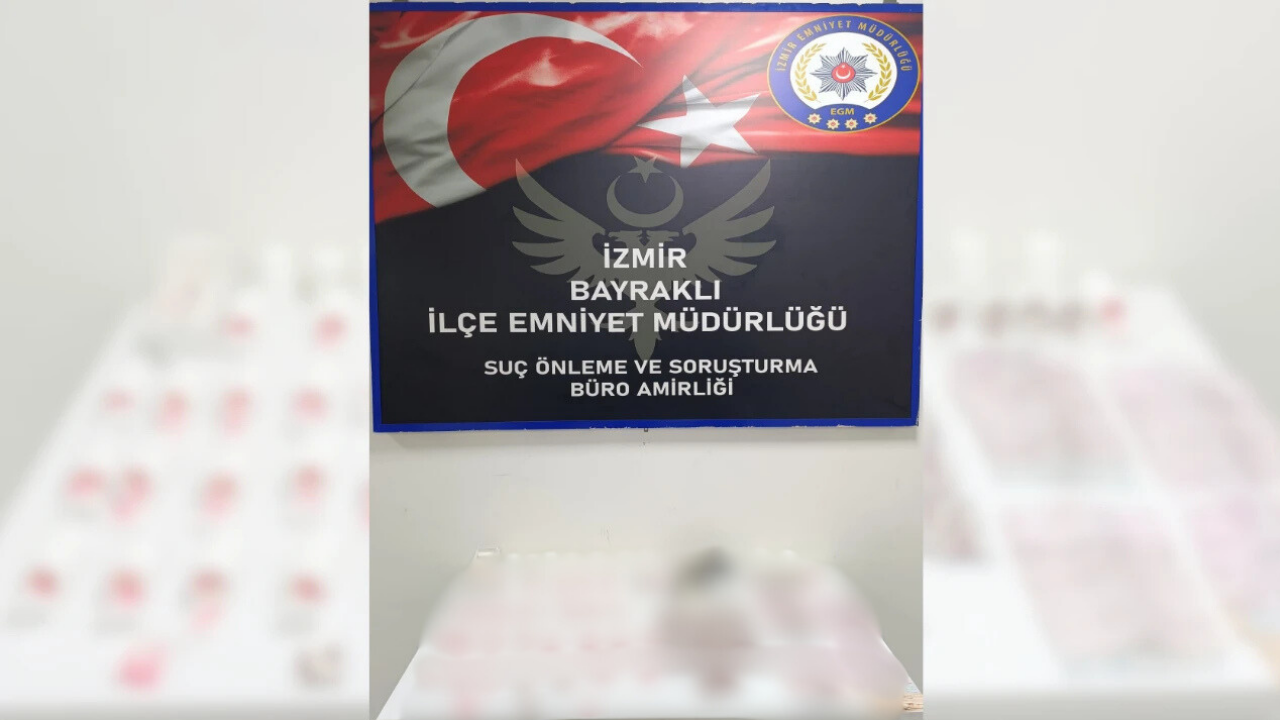 İZMİR EMNİYET MÜDÜRLÜĞÜ
EGM
İZMİR
BAYRAKLI
İLÇE EMNİYET MÜDÜRLÜĞÜ
SUÇ ÖNLEME VE SORUŞTURMA
BÜRO AMİRLİĞİ